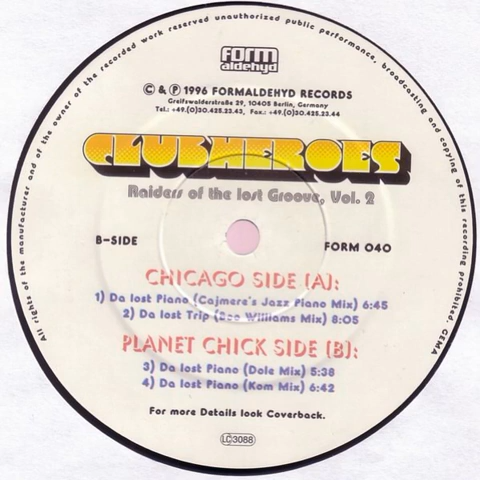 All rights of the manufacturer and of the owner of the recorded work reserved unauthorized public performance, broadcasting and copying of this recording prohibited. GEMA
FORM
aldehyd
© & ℗ 1996 FORMALDEHYD RECORDS
Greifswalderstraße 29, 10405 Berlin, Germany
Tel.: +49.(0)30.425.23.43, Fax.: +49.(0)30.425.23.44
CLUBHEROES
Raiders of the lost Groove, Vol. 2
B-SIDE
FORM 040
CHICAGO SIDE (A):
1) Da lost Piano (Cajmere's Jazz Piano Mix) 6:45
2) Da lost Trip (Boo Williams Mix) 8:05
PLANET CHICK SIDE (B):
3) Da lost Piano (Dole Mix) 5:38
4) Da lost Piano (Kom Mix) 6:42
For more Details look Coverback.
LC 3088